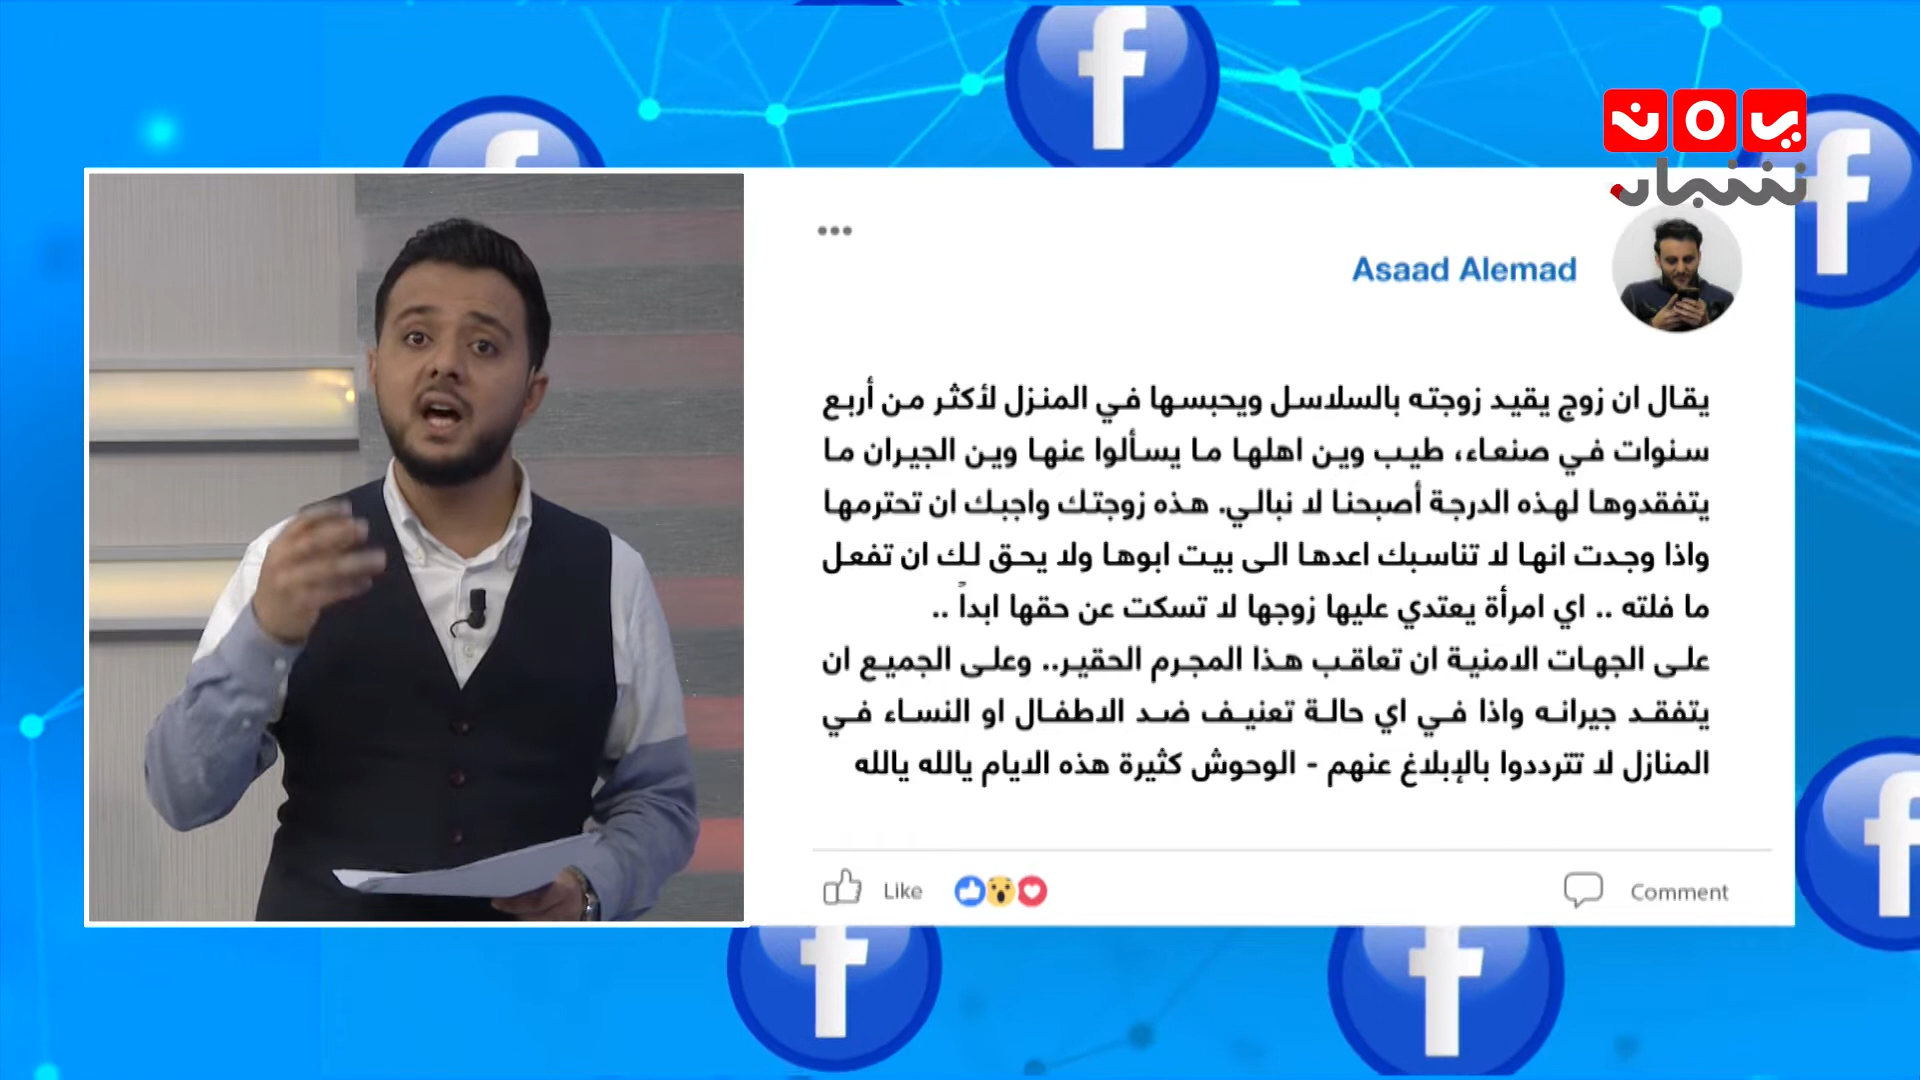 يمن
شباب
Asaad Alemad
يقال ان زوج يقيد زوجته بالسلاسل ويحبسها في المنزل لأكثر من أربع
سنوات في صنعاء، طيب وين اهلها ما يسألوا عنها وين الجيران ما
يتفقدوها لهذه الدرجة أصبحنا لا نبالي. هذه زوجتك واجبك ان تحترمها
واذا وجدت انها لا تناسبك اعدها الى بيت ابوها ولا يحق لك ان تفعل
ما فلته .. اي امرأة يعتدي عليها زوجها لا تسكت عن حقها ابداً ..
على الجهات الامنية ان تعاقب هذا المجرم الحقير.. وعلى الجميع ان
يتفقد جيرانه واذا في اي حالة تعنيف ضد الاطفال او النساء في
المنازل لا تترددوا بالإبلاغ عنهم - الوحوش كثيرة هذه الايام يالله يالله
Like
Comment